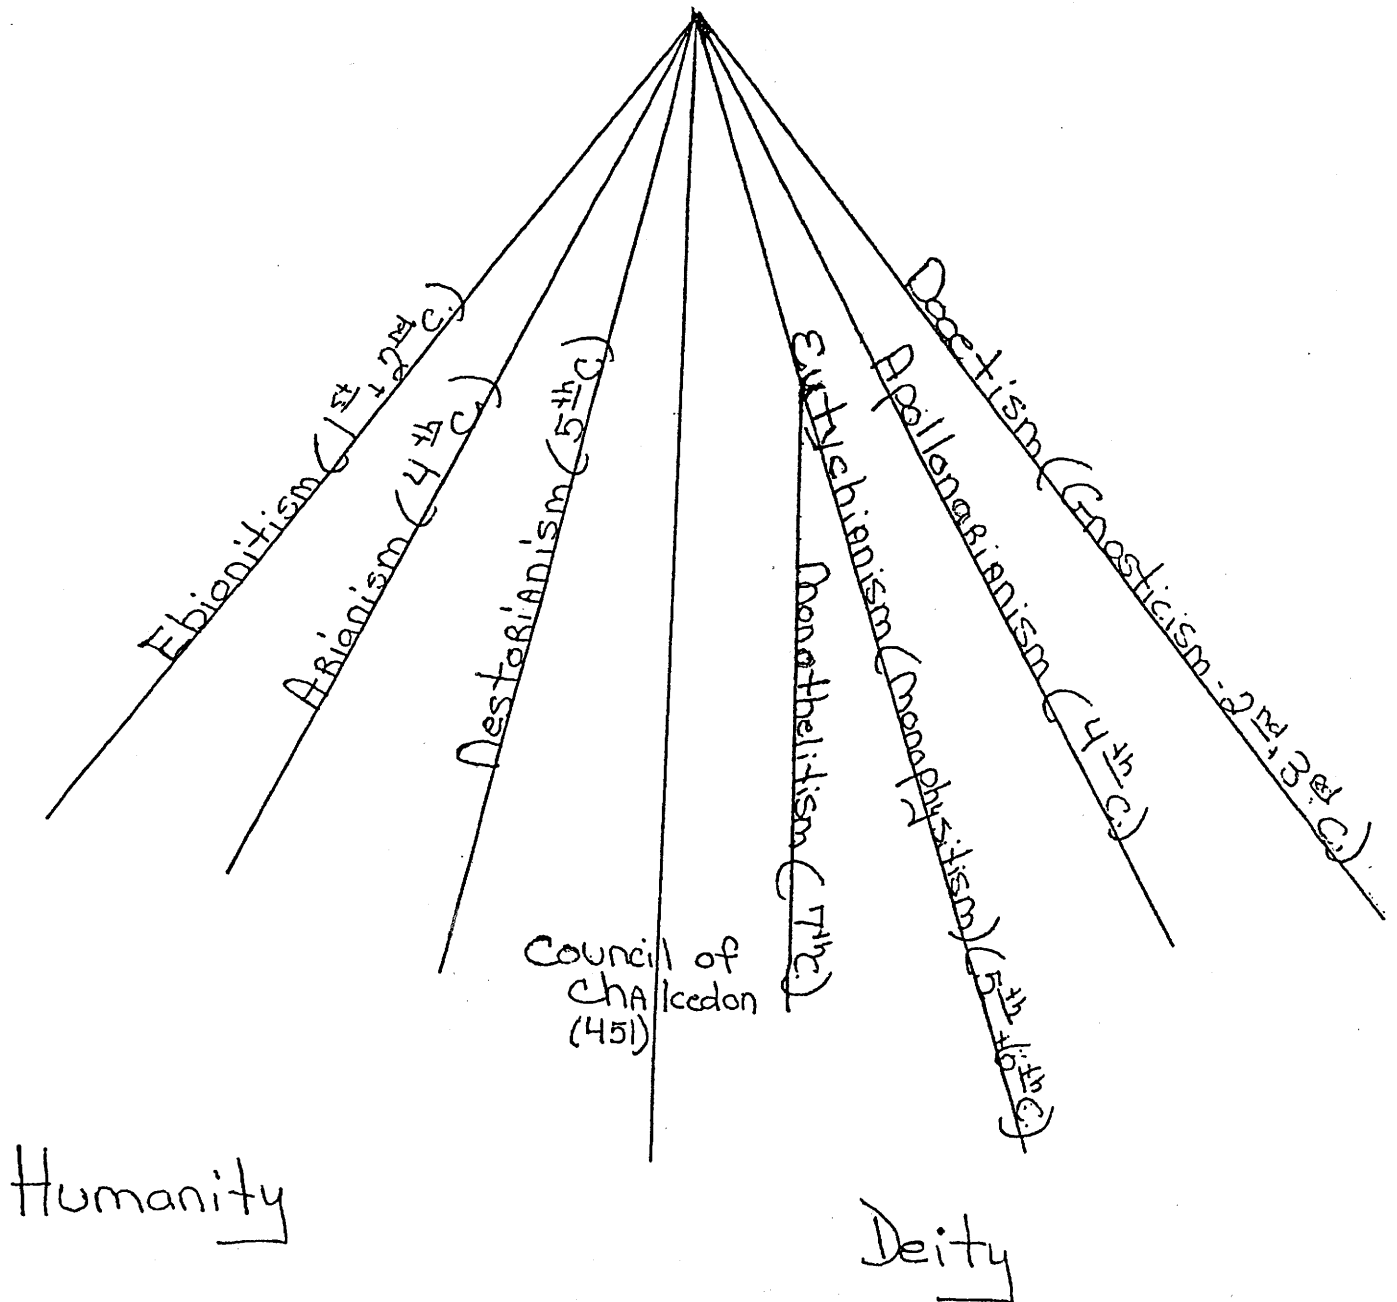 Ebionitism (1st + 2nd c.)
Arianism (4th c.)
Nestorianism (5th c.)
Council of
Chalcedon
(451)
Monothelitism (7th c.)
Eutychianism (Monophysitism) (5th + 6th c.)
Apollonarianism (4th c.)
Docetism (Gnosticism - 2nd + 3rd c.)
Humanity
Deity